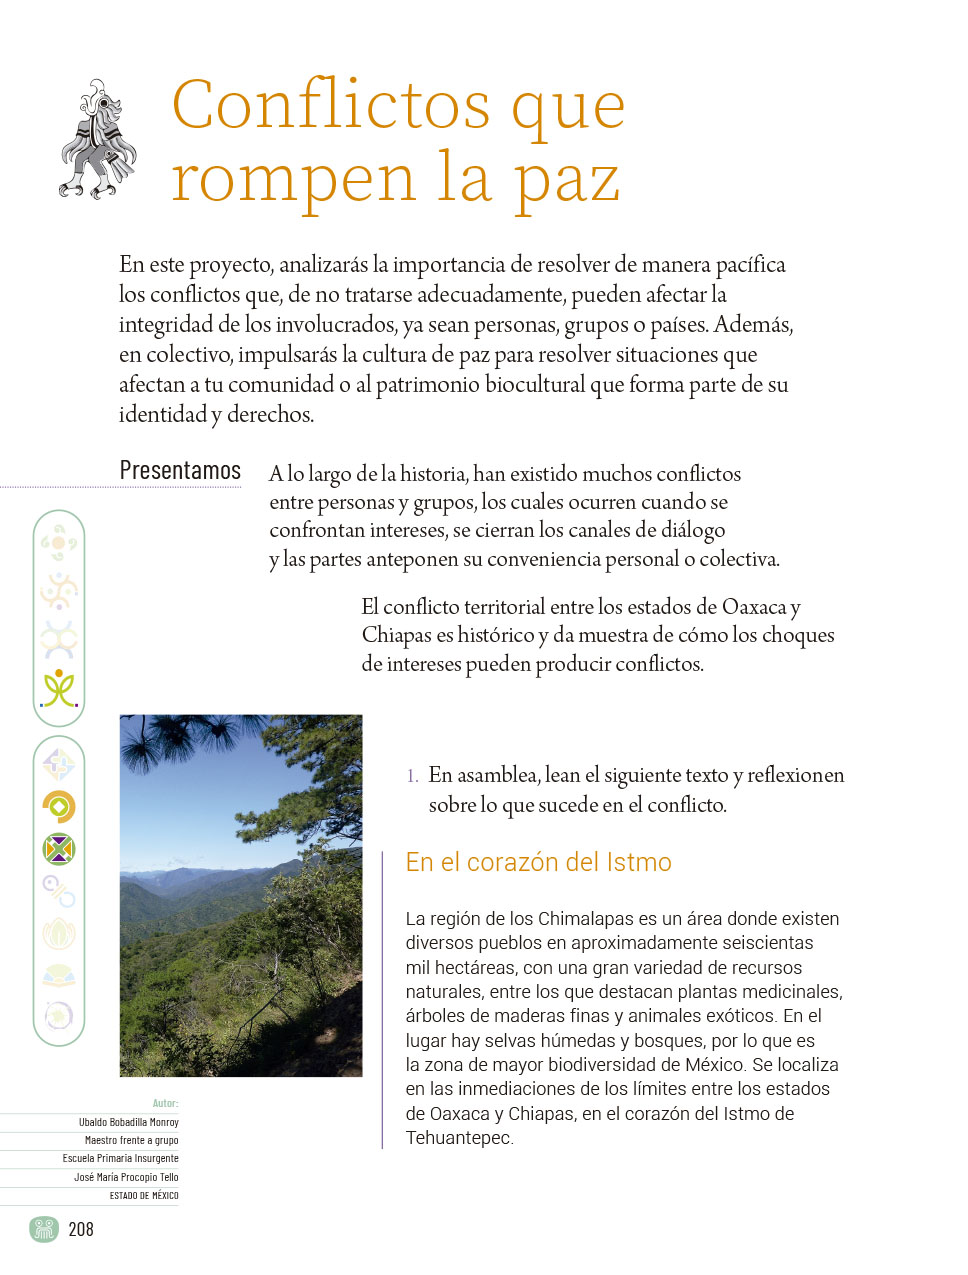 Conflictos que
rompen la paz
En este proyecto, analizarás la importancia de resolver de manera pacífica
los conflictos que, de no tratarse adecuadamente, pueden afectar la
integridad de los involucrados, ya sean personas, grupos o países. Además,
en colectivo, impulsarás la cultura de paz para resolver situaciones que
afectan a tu comunidad o al patrimonio biocultural que forma parte de su
identidad y derechos.
Presentamos
A lo largo de la historia, han existido muchos conflictos
entre personas y grupos, los cuales ocurren cuando se
confrontan intereses, se cierran los canales de diálogo
y las partes anteponen su conveniencia personal o colectiva.
El conflicto territorial entre los estados de Oaxaca y
Chiapas es histórico y da muestra de cómo los choques
de intereses pueden producir conflictos.
1. En asamblea, lean el siguiente texto y reflexionen
sobre lo que sucede en el conflicto.
En el corazón del Istmo
La región de los Chimalapas es un área donde existen
diversos pueblos en aproximadamente seiscientas
mil hectáreas, con una gran variedad de recursos
naturales, entre los que destacan plantas medicinales,
árboles de maderas finas y animales exóticos. En el
lugar hay selvas húmedas y bosques, por lo que es
la zona de mayor biodiversidad de México. Se localiza
en las inmediaciones de los límites entre los estados
de Oaxaca y Chiapas, en el corazón del Istmo de
Tehuantepec.
Autor:
Ubaldo Bobadilla Monroy
Maestro frente a grupo
Escuela Primaria Insurgente
José María Procopio Tello
ESTADO DE MÉXICO
208